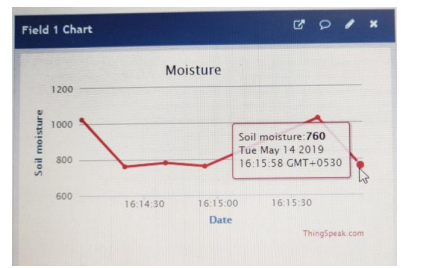 Field 1 Chart
Moisture
1200
1000
800
600
Soil moisture
Soil moisture:760
Tue May 14 2019
16:15:58 GMT+0530
16:14:30
16:15:00
16:15:30
Date
ThingSpeak.com